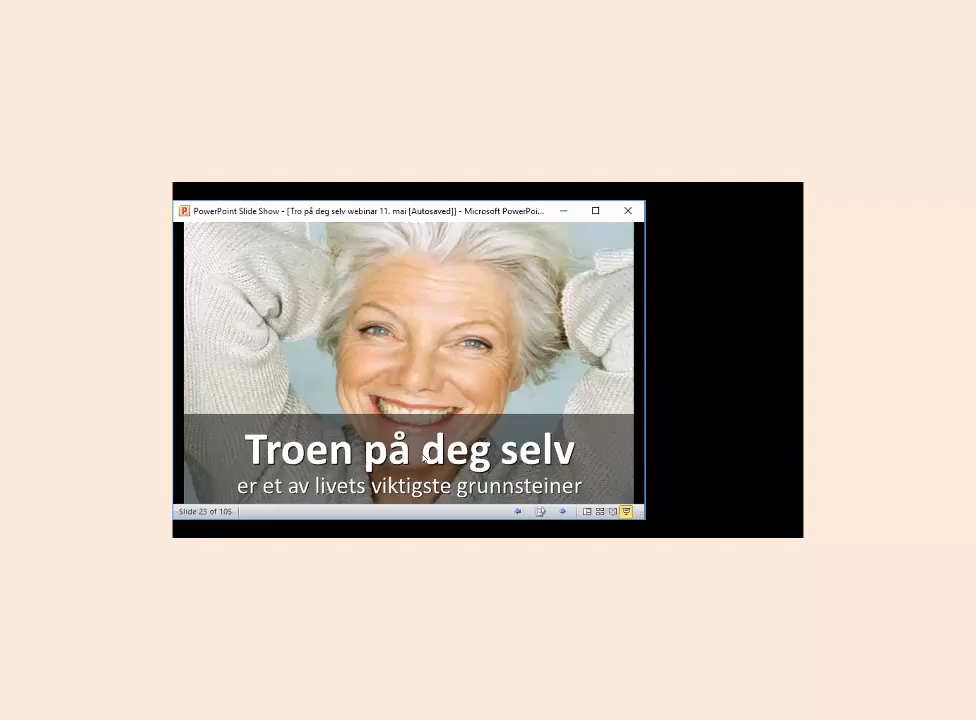 PowerPoint Slide Show - [Tro på deg selv webinar 11. mai [Autosaved]] - Microsoft PowerPoi...
Troen på deg selv
er et av livets viktigste grunnsteiner
Slide 23 of 105